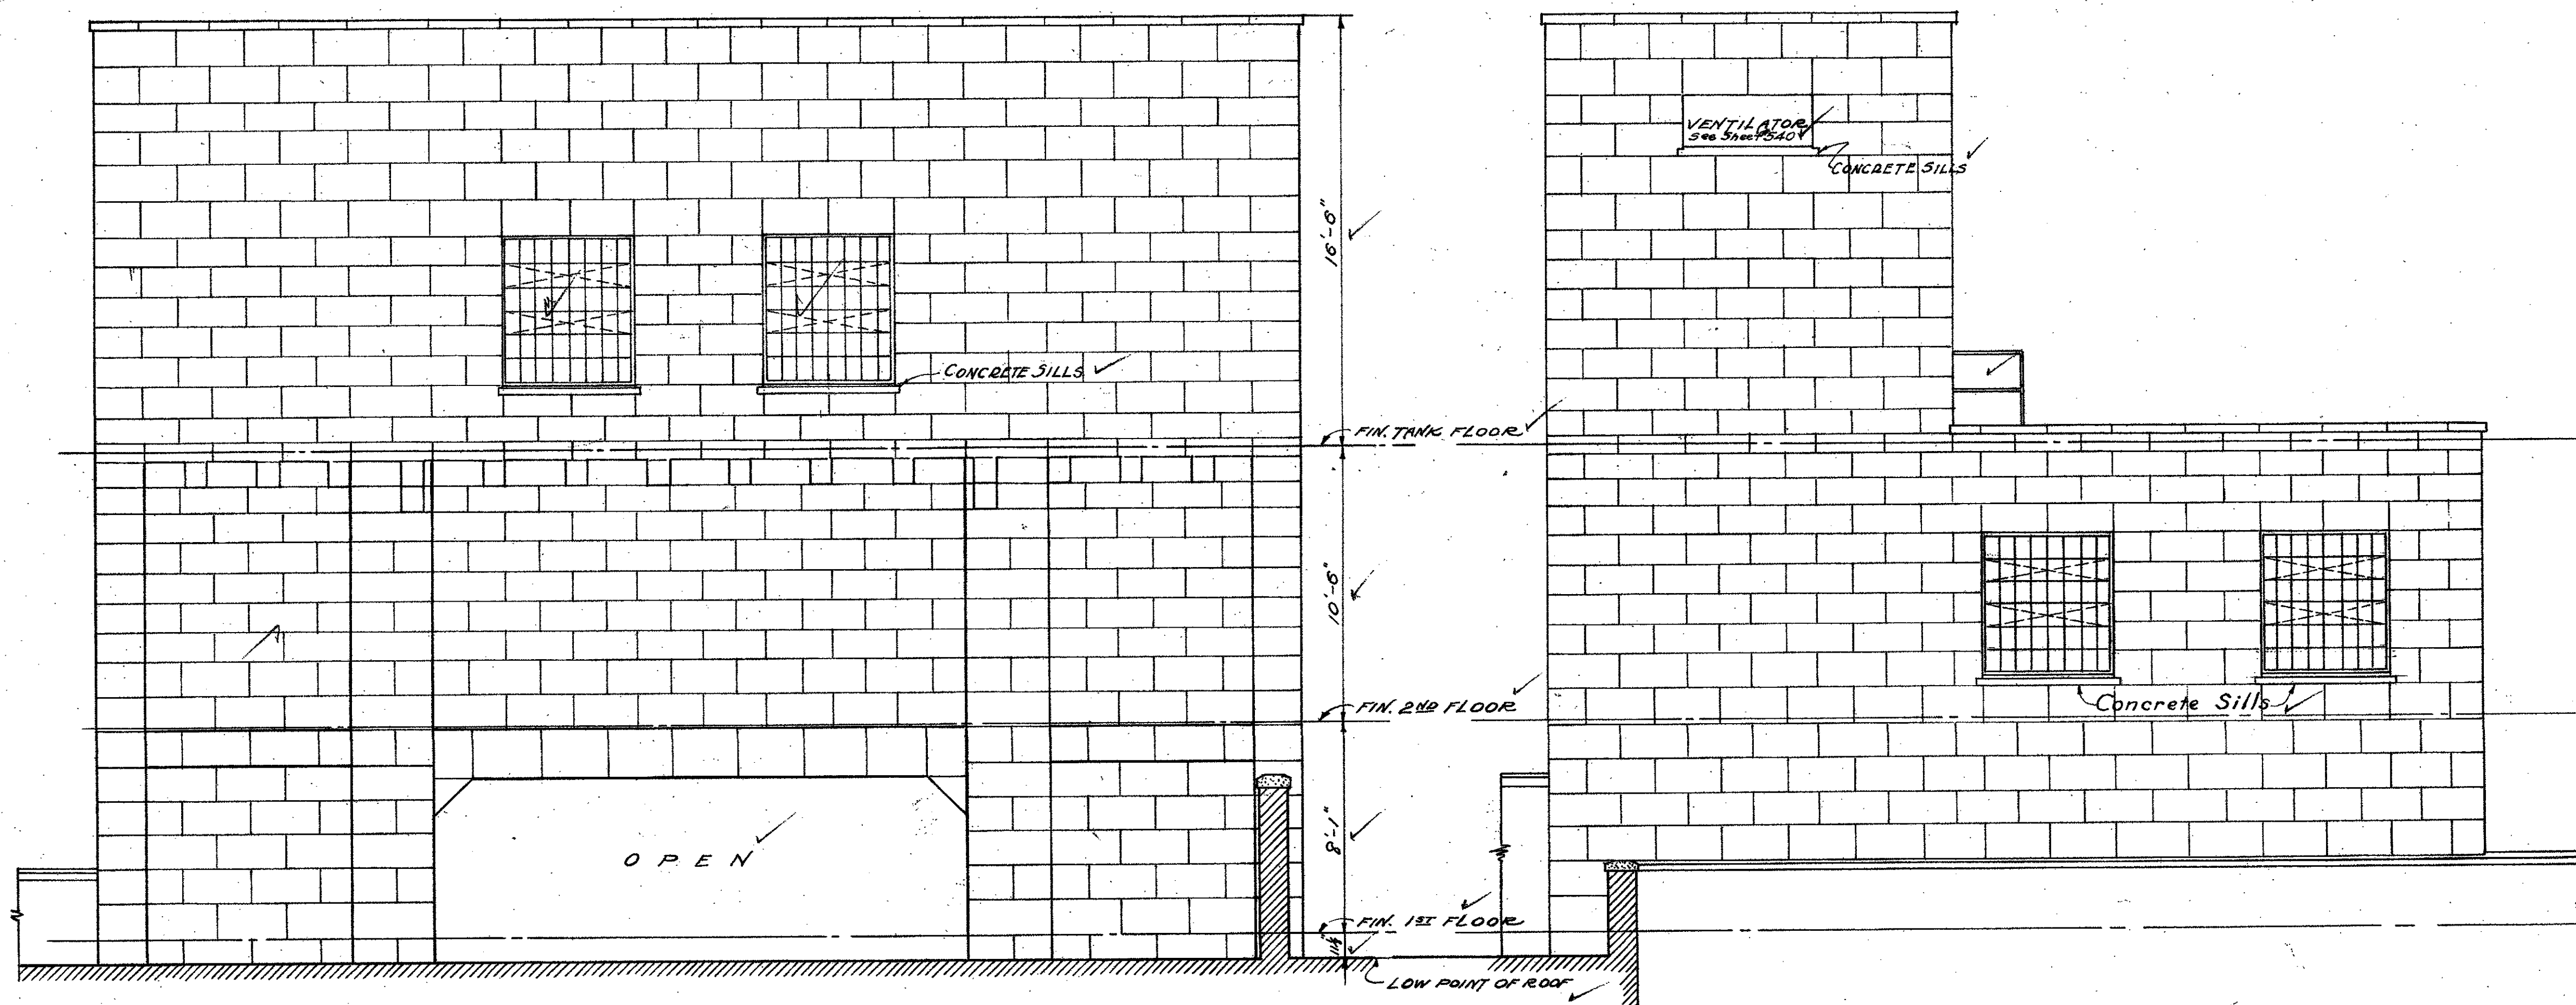 VENTILATOR
See Sheet 540
CONCRETE SILLS
16'-6"
CONCRETE SILLS
FIN. TANK FLOOR
10'-6"
Concrete Sills
FIN. 2ND FLOOR
8'-1"
OPEN
FIN. 1ST FLOOR
LOW POINT OF ROOF